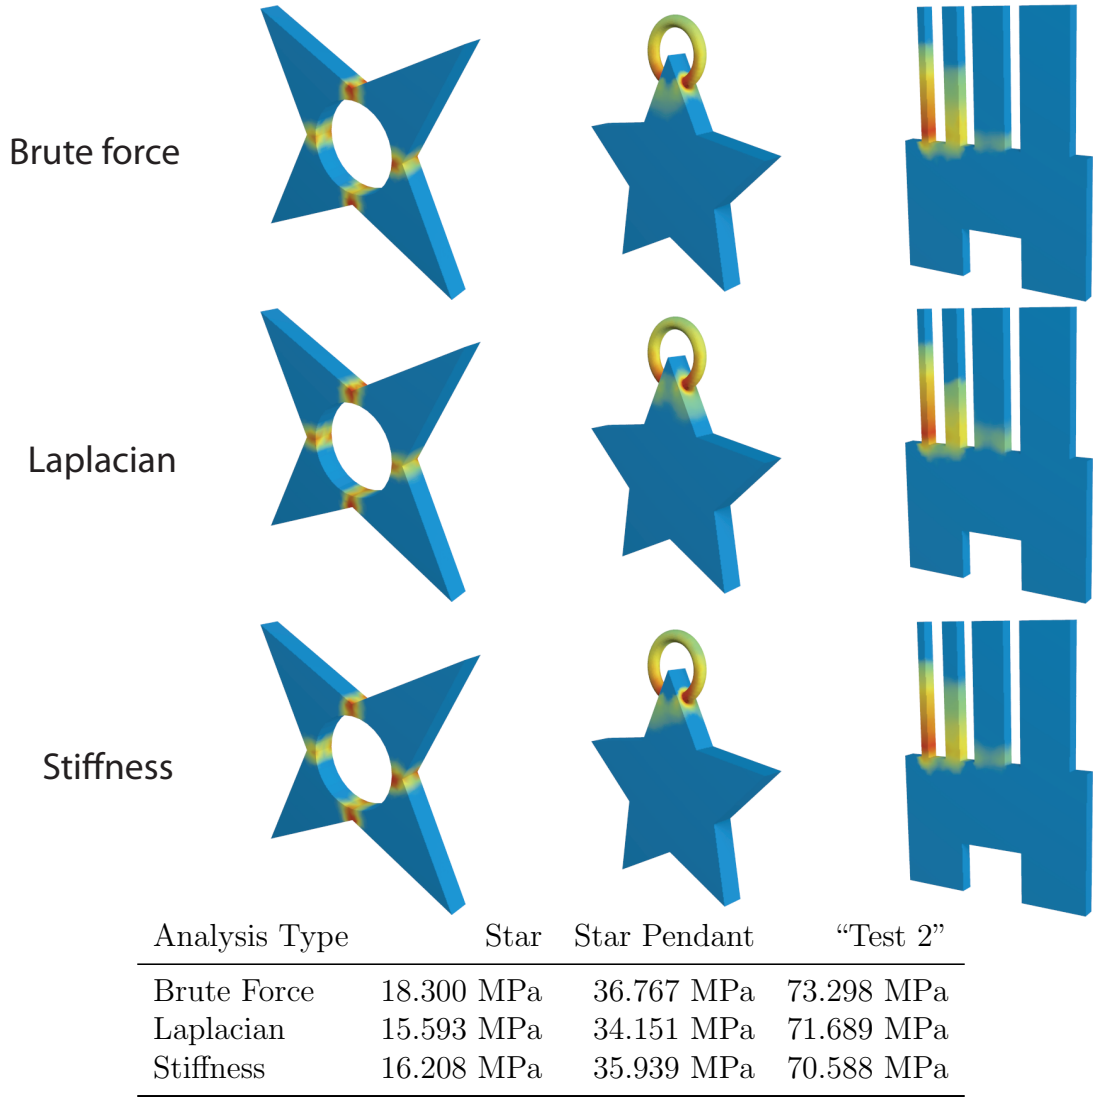 Brute force
Laplacian
Stiffness
Analysis Type Star Star Pendant “Test 2”
Brute Force 18.300 MPa 36.767 MPa 73.298 MPa
Laplacian 15.593 MPa 34.151 MPa 71.689 MPa
Stiffness 16.208 MPa 35.939 MPa 70.588 MPa